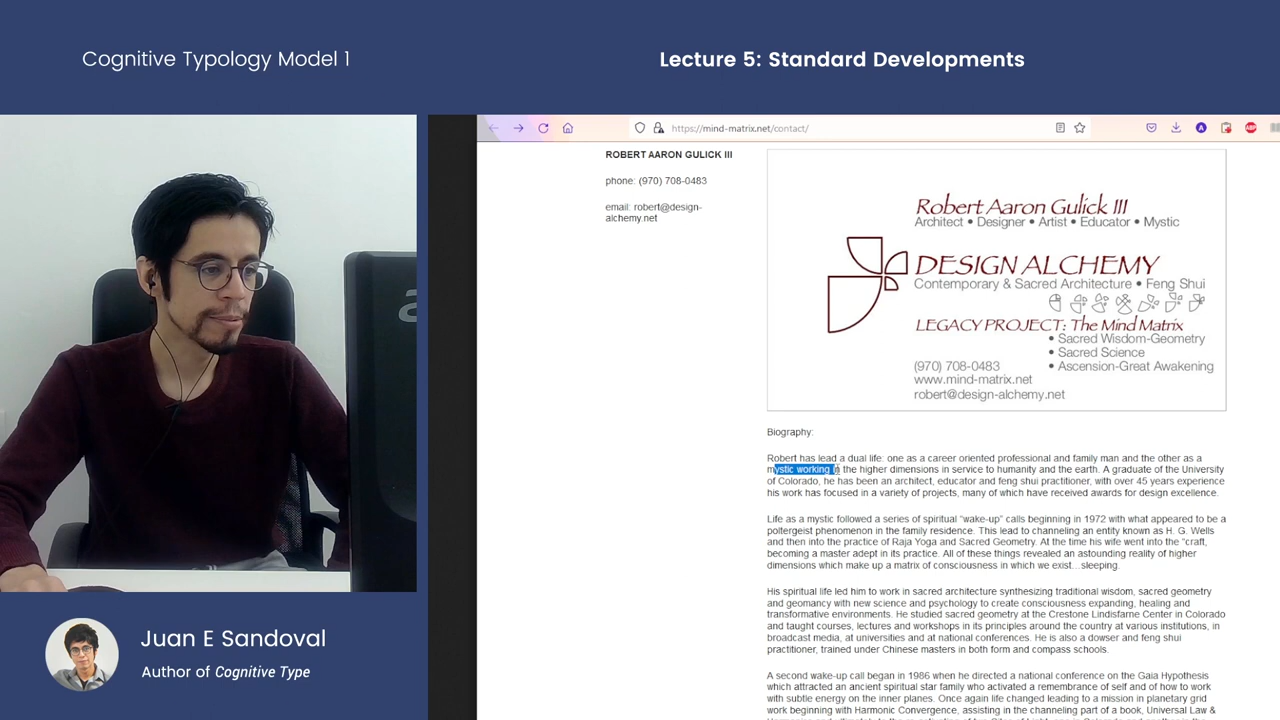 Cognitive Typology Model 1
Lecture 5: Standard Developments
https://mind-matrix.net/contact/
ROBERT AARON GULICK III
phone: (970) 708-0483
email: robert@design-
alchemy.net
Robert Aaron Gulick III
Architect • Designer • Artist • Educator • Mystic
DESIGN ALCHEMY
Contemporary & Sacred Architecture • Feng Shui
LEGACY PROJECT: The Mind Matrix
• Sacred Wisdom-Geometry
• Sacred Science
(970) 708-0483 • Ascension-Great Awakening
www.mind-matrix.net
robert@design-alchemy.net
Biography:
Robert has lead a dual life: one as a career oriented professional and family man and the other as a
mystic working in the higher dimensions in service to humanity and the earth. A graduate of the University
of Colorado, he has been an architect, educator and feng shui practitioner, with over 45 years experience
his work has focused in a variety of projects, many of which have received awards for design excellence.
Life as a mystic followed a series of spiritual "wake-up" calls beginning in 1972 with what appeared to be a
poltergeist phenomenon in the family residence. This lead to channeling an entity known as H. G. Wells
and then into the practice of Raja Yoga and Sacred Geometry. At the time his wife went into the "craft,
becoming a master adept in its practice. All of these things revealed an astounding reality of higher
dimensions which make up a matrix of consciousness in which we exist…sleeping.
His spiritual life led him to work in sacred architecture synthesizing traditional wisdom, sacred geometry
and geomancy with new science and psychology to create consciousness expanding, healing and
transformative environments. He studied sacred geometry at the Crestone Lindisfarne Center in Colorado
and taught courses, lectures and workshops in its principles around the country at various institutions, in
broadcast media, at universities and at national conferences. He is also a dowser and feng shui
practitioner, trained under Chinese masters in both form and compass schools.
A second wake-up call began in 1986 when he directed a national conference on the Gaia Hypothesis
which attracted an ancient spiritual star family who activated a remembrance of self and of how to work
with subtle energy on the inner planes. Once again life changed leading to a mission in planetary grid
work beginning with Harmonic Convergence, assisting in the channeling part of a book, Universal Law &
Juan E Sandoval
Author of Cognitive Type